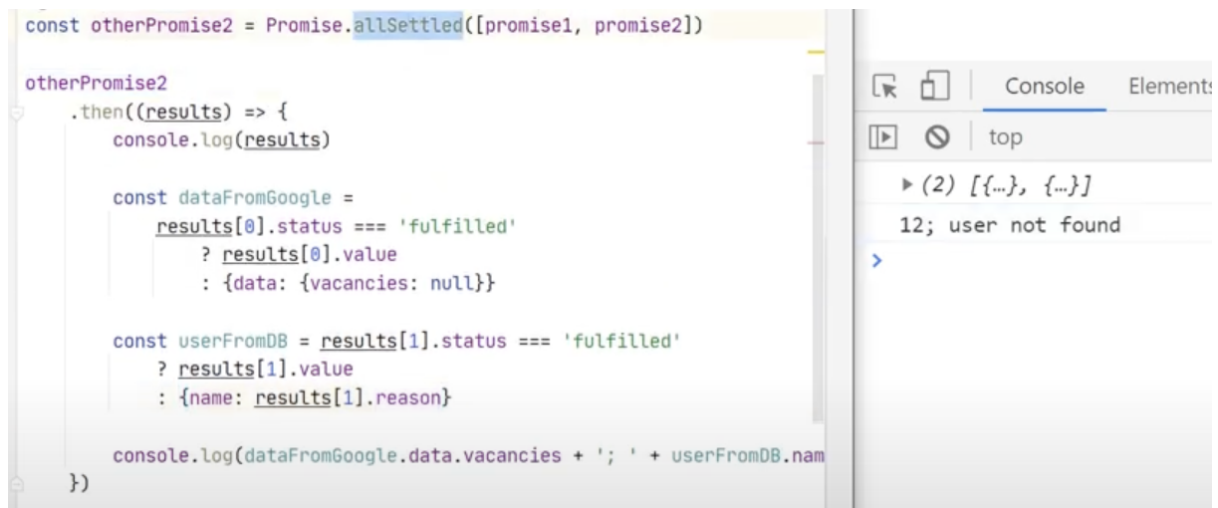 const otherPromise2 = Promise.allSettled([promise1, promise2])
otherPromise2
.then((results) => {
console.log(results)
const dataFromGoogle =
results[0].status === 'fulfilled'
? results[0].value
: {data: {vacancies: null}}
const userFromDB = results[1].status === 'fulfilled'
? results[1].value
: {name: results[1].reason}
console.log(dataFromGoogle.data.vacancies + '; ' + userFromDB.nam
})
Console Elements
top
(2) [{…}, {…}]
12; user not found
>